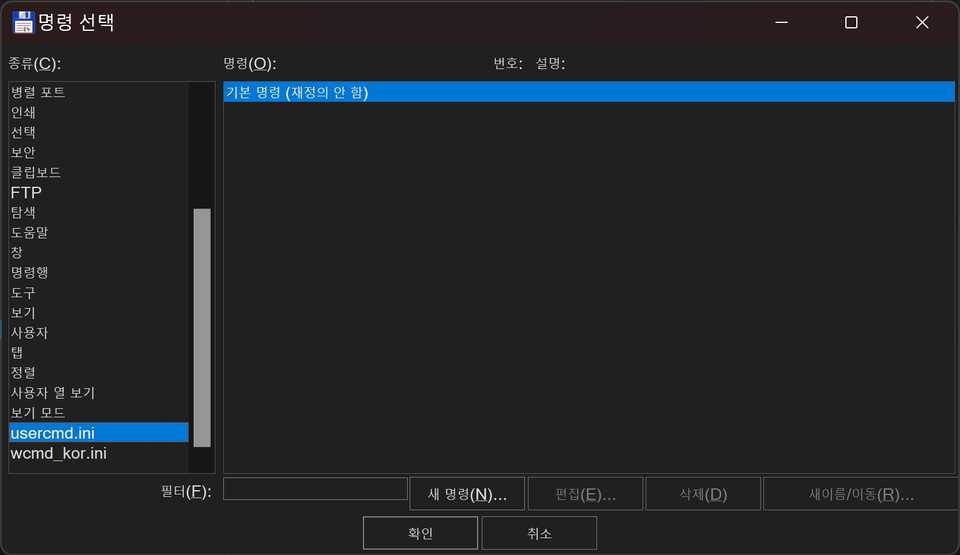 명령 선택
종류(C):
명령(O):
번호:
설명:
병렬 포트
인쇄
선택
보안
클립보드
FTP
탐색
도움말
창
명령행
도구
보기
사용자
탭
정렬
사용자 열 보기
보기 모드
usercmd.ini
wcmd_kor.ini
기본 명령 (재정의 안 함)
필터(F):
새 명령(N)...
편집(E)...
삭제(D)
새이름/이동(R)...
확인
취소